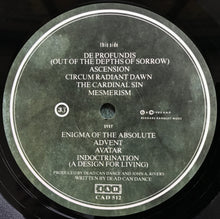 this side
DE PROFUNDIS
(OUT OF THE DEPTHS OF SORROW)
ASCENSION
CIRCUM RADIANT DAWN
THE CARDINAL SIN
MESMERISM
33
over
ENIGMA OF THE ABSOLUTE
ADVENT
AVATAR
INDOCTRINATION
(A DESIGN FOR LIVING)
PRODUCED BY DEAD CAN DANCE AND JOHN A. RIVERS
WRITTEN BY DEAD CAN DANCE
4AD
CAD 512